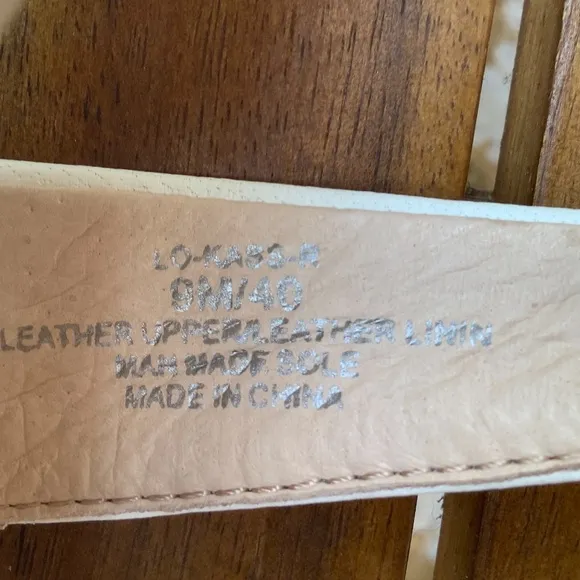 LO-KASS-R
9M/40
LEATHER UPPER/LEATHER LININ
MAN MADE SOLE
MADE IN CHINA